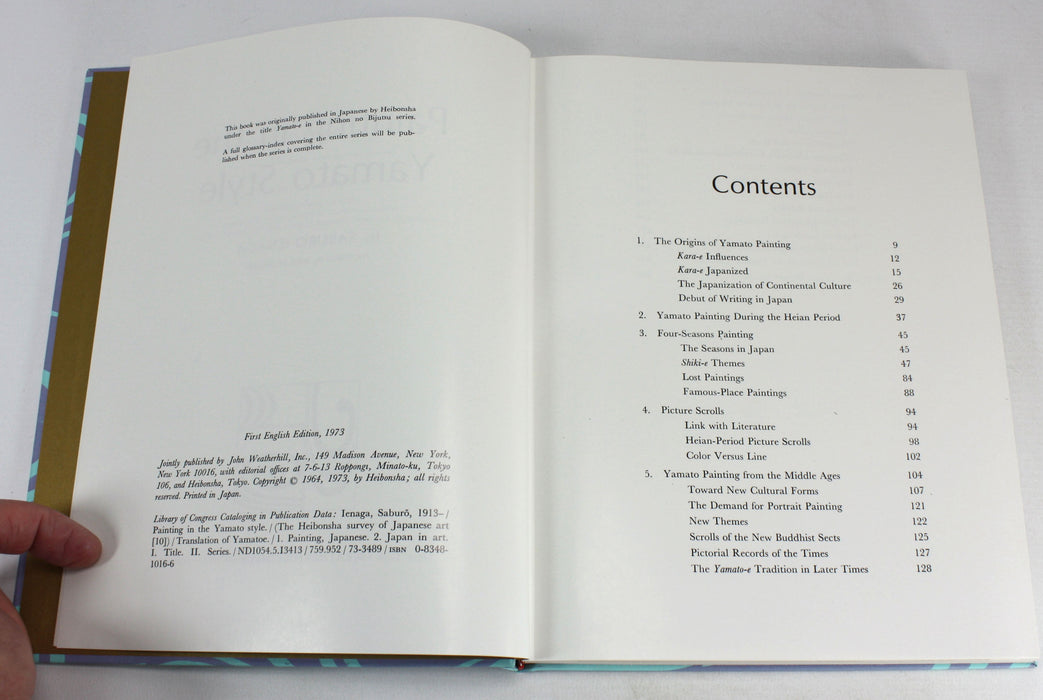 This book was originally published in Japanese by Heibonsha
under the title Yamato-e in the Nihon no Bijutsu series.
A full glossary-index covering the entire series will be pub-
lished when the series is complete.
First English Edition, 1973
Jointly published by John Weatherhill, Inc., 149 Madison Avenue, New York,
New York 10016, with editorial offices at 7-6-13 Roppongi, Minato-ku, Tokyo
106, and Heibonsha, Tokyo. Copyright © 1964, 1973, by Heibonsha; all rights
reserved. Printed in Japan.
Library of Congress Cataloging in Publication Data: Ienaga, Saburō, 1913– /
Painting in the Yamato style. / (The Heibonsha survey of Japanese art
[10]) / Translation of Yamatoe. / 1. Painting, Japanese. 2. Japan in art.
I. Title. II. Series. / ND1054.5.I3413 / 759.952 / 73-3489 / ISBN 0-8348-
1016-6
Contents
1. The Origins of Yamato Painting 9
Kara-e Influences 12
Kara-e Japanized 15
The Japanization of Continental Culture 26
Debut of Writing in Japan 29
2. Yamato Painting During the Heian Period 37
3. Four-Seasons Painting 45
The Seasons in Japan 45
Shiki-e Themes 47
Lost Paintings 84
Famous-Place Paintings 88
4. Picture Scrolls 94
Link with Literature 94
Heian-Period Picture Scrolls 98
Color Versus Line 102
5. Yamato Painting from the Middle Ages 104
Toward New Cultural Forms 107
The Demand for Portrait Painting 121
New Themes 122
Scrolls of the New Buddhist Sects 125
Pictorial Records of the Times 127
The Yamato-e Tradition in Later Times 128